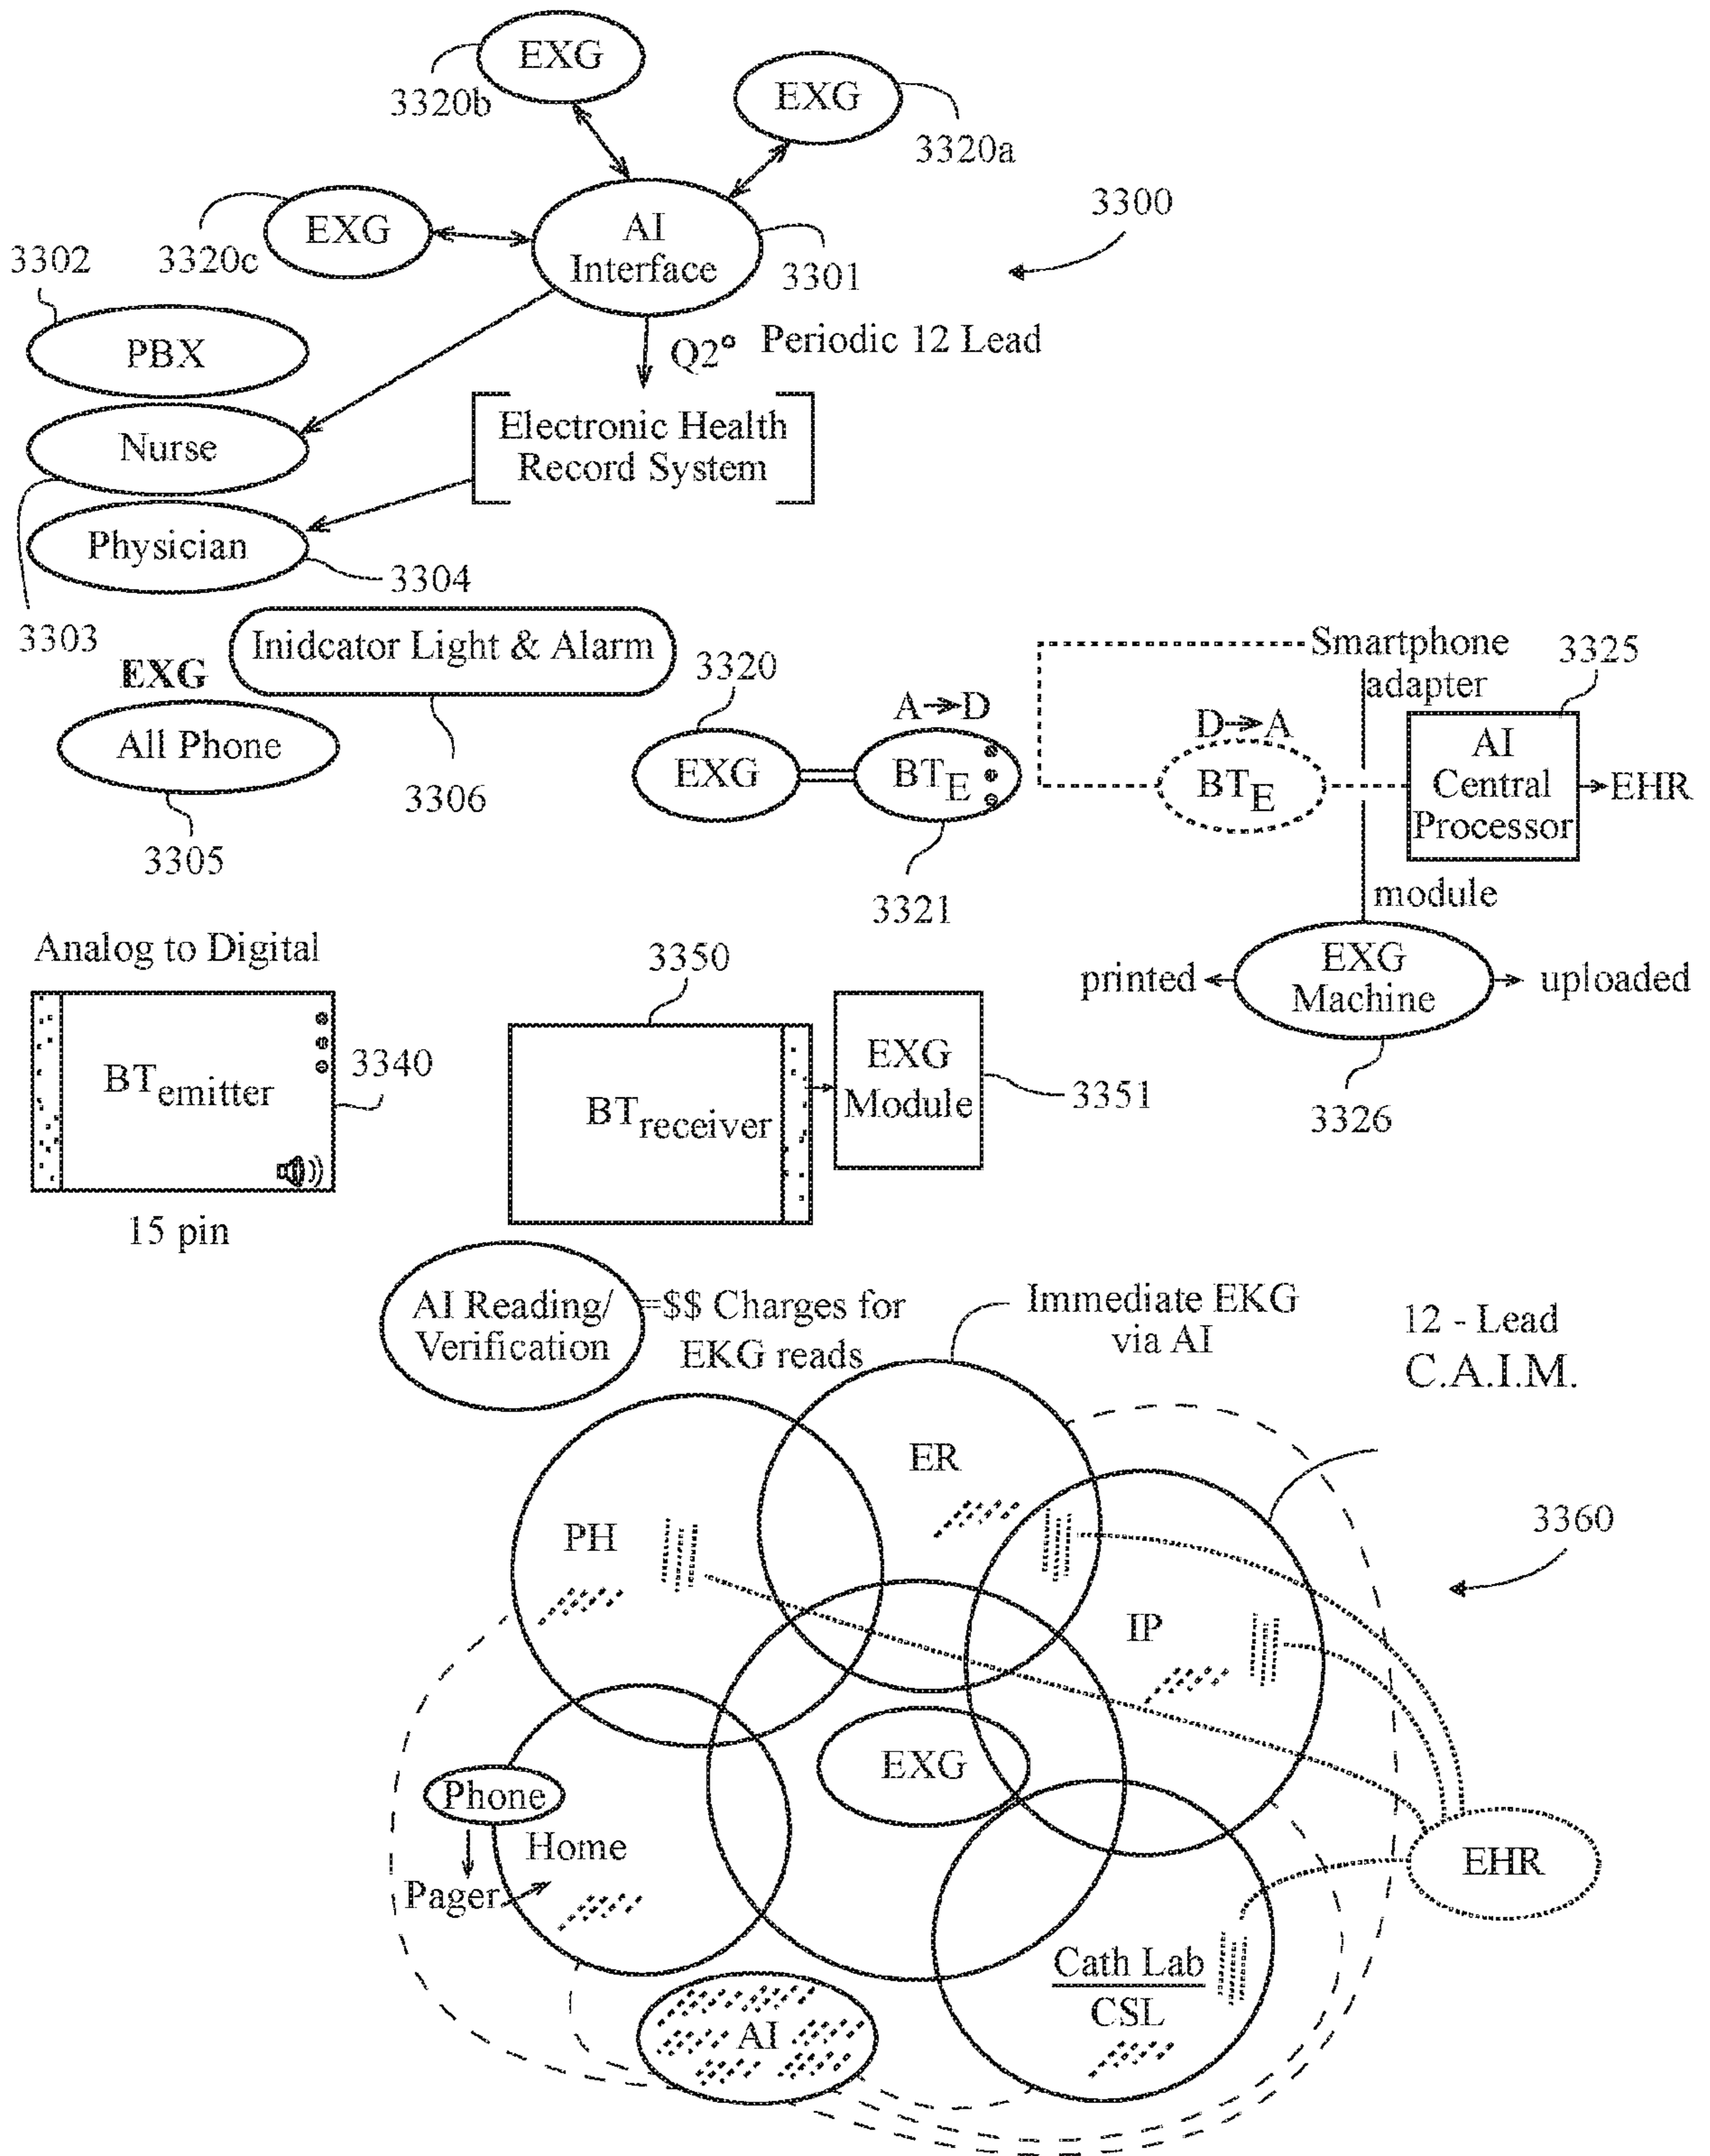 EXG
3320b
EXG
3320a
3300
EXG
3320c
AI
Interface
3301
3302
PBX
Q2° Periodic 12 Lead
Nurse
Electronic Health
Record System
Physician
3304
3303
Inidcator Light & Alarm
3306
EXG
All Phone
3305
3320
EXG
A→D
BTE
3321
Smartphone
adapter
3325
D→A
BTE
AI
Central
Processor
EHR
module
EXG
Machine
printed
uploaded
3326
Analog to Digital
BTemitter
3340
15 pin
3350
BTreceiver
EXG
Module
3351
AI Reading/
Verification
=$$ Charges for
EKG reads
Immediate EKG
via AI
12 - Lead
C.A.I.M.
3360
ER
PH
IP
EXG
Phone
Home
Pager
EHR
Cath Lab
CSL
AI